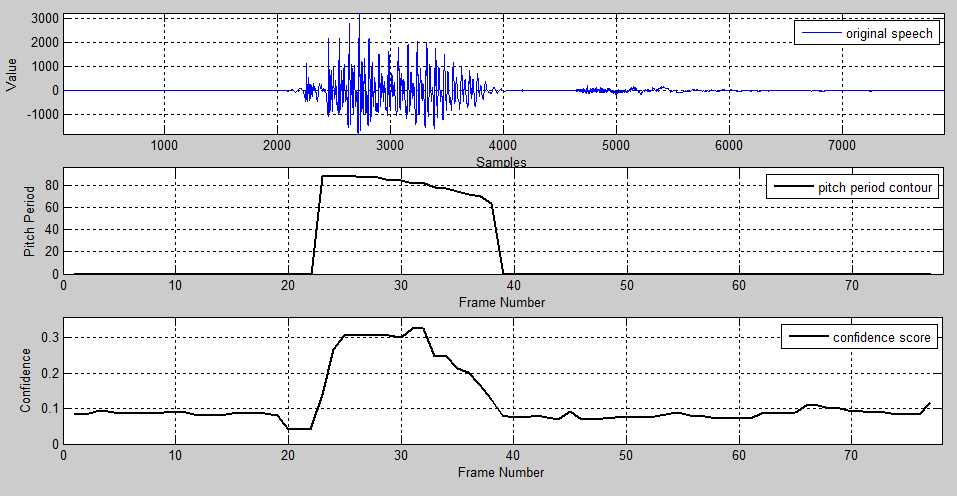 3000
2000
1000
0
-1000
Value
original speech
1000 2000 3000 4000 5000 6000 7000
Samples
80
60
40
20
0
Pitch Period
pitch period contour
0 10 20 30 40 50 60 70
Frame Number
0.3
0.2
0.1
0
Confidence
confidence score
0 10 20 30 40 50 60 70
Frame Number